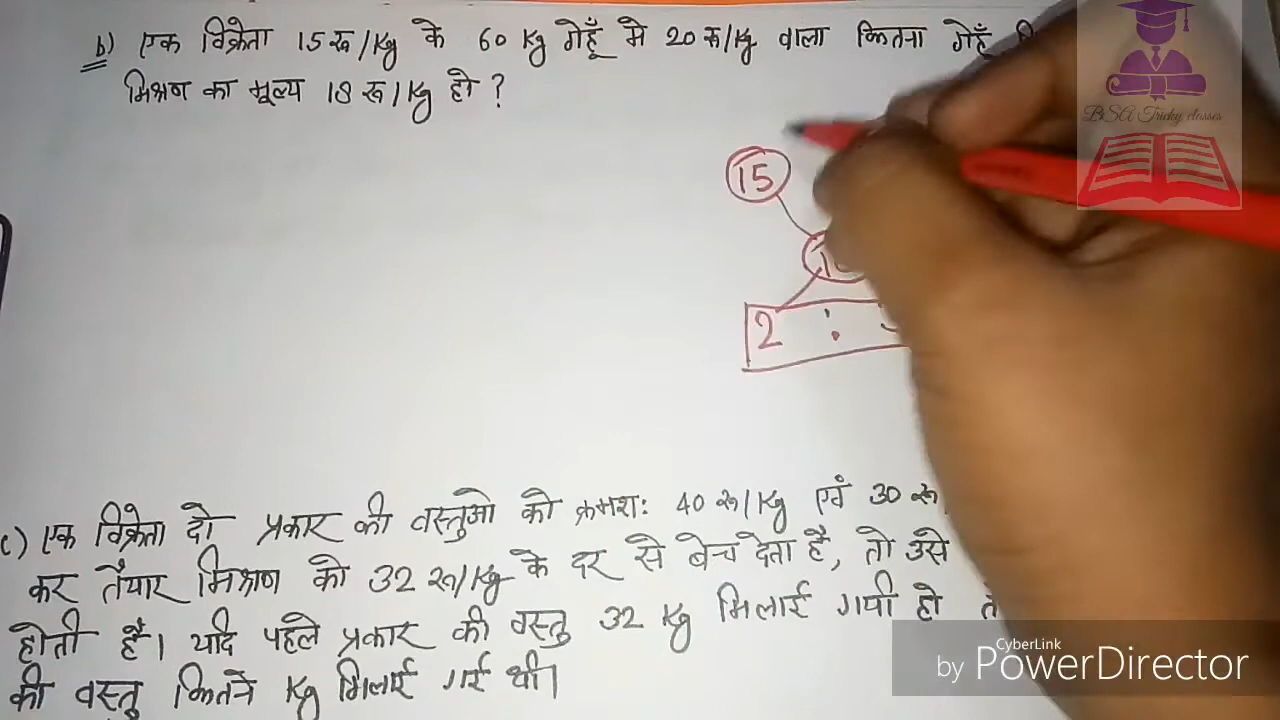 b) एक विक्रेता 15 रू/Kg के 60 Kg गेहूँ मे 20 रू/Kg वाला कितना गेहूँ
मिश्रण का मूल्य 18 रू/Kg हो ?
15
2 :
c) एक विक्रेता दो प्रकार की वस्तुओ को क्रमशः 40 रू/Kg एवं 30 रू
कर तैयार मिश्रण को 32 रू/Kg के दर से बेच देता है, तो उसे
होती है। यदि पहले प्रकार की वस्तु 32 Kg मिलाई गयी हो
की वस्तु कितने Kg मिलाई गई थी।
BSA Tricky classes
CyberLink
by PowerDirector